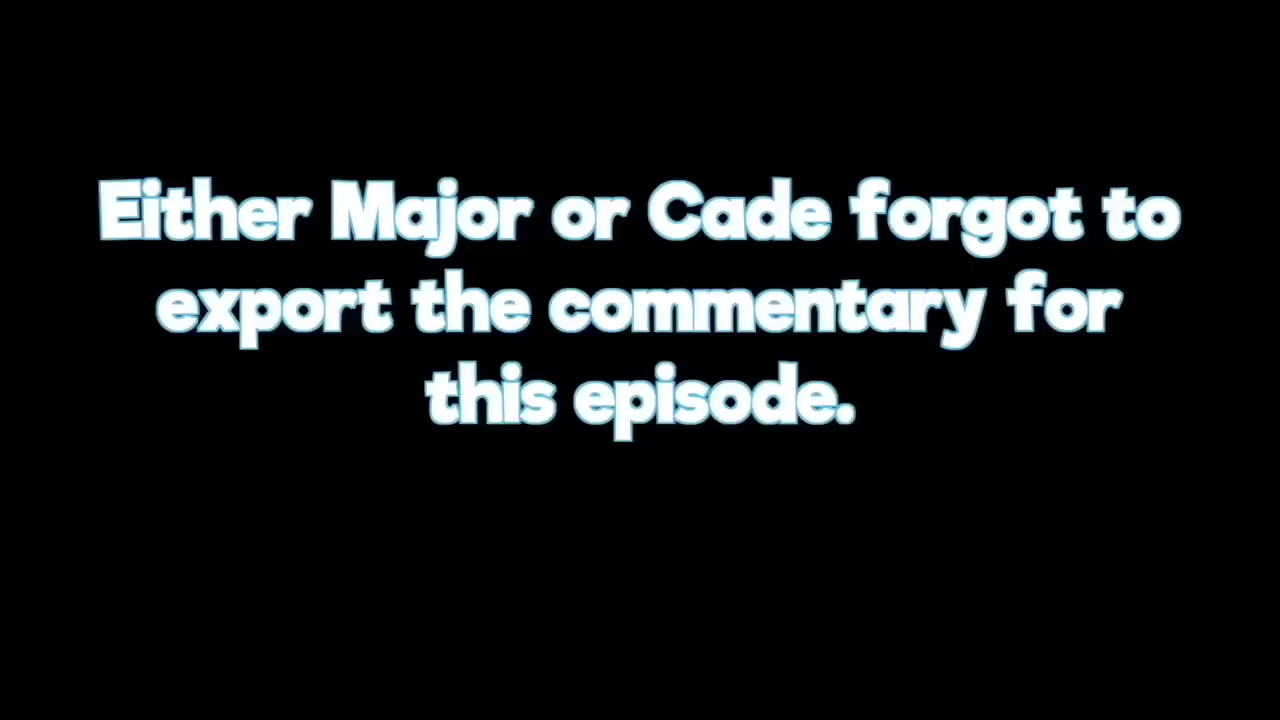 Either Major or Cade forgot to
export the commentary for
this episode.